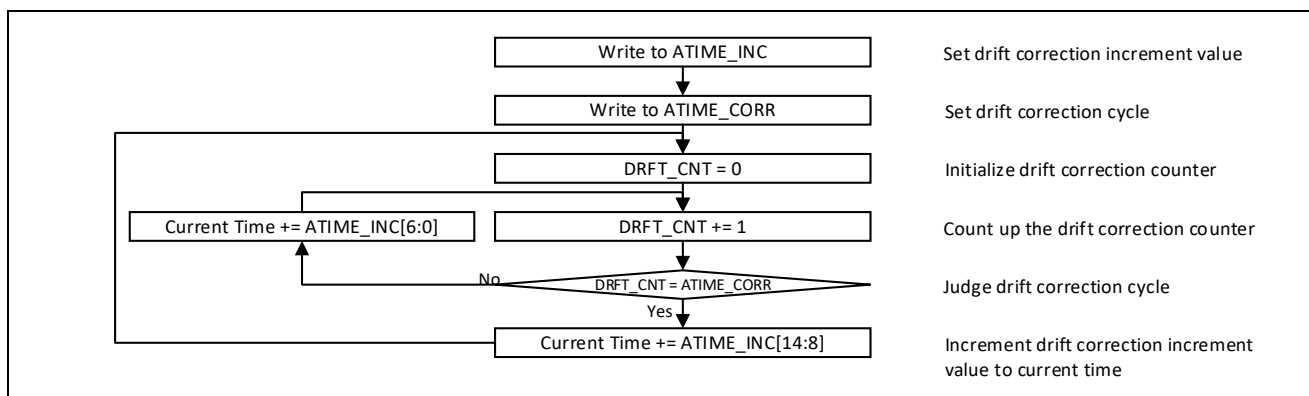 Write to ATIME_INC
Set drift correction increment value
Write to ATIME_CORR
Set drift correction cycle
DRFT_CNT = 0
Initialize drift correction counter
Current Time += ATIME_INC[6:0]
DRFT_CNT += 1
Count up the drift correction counter
No
DRFT_CNT = ATIME_CORR
Judge drift correction cycle
Yes
Current Time += ATIME_INC[14:8]
Increment drift correction increment
value to current time